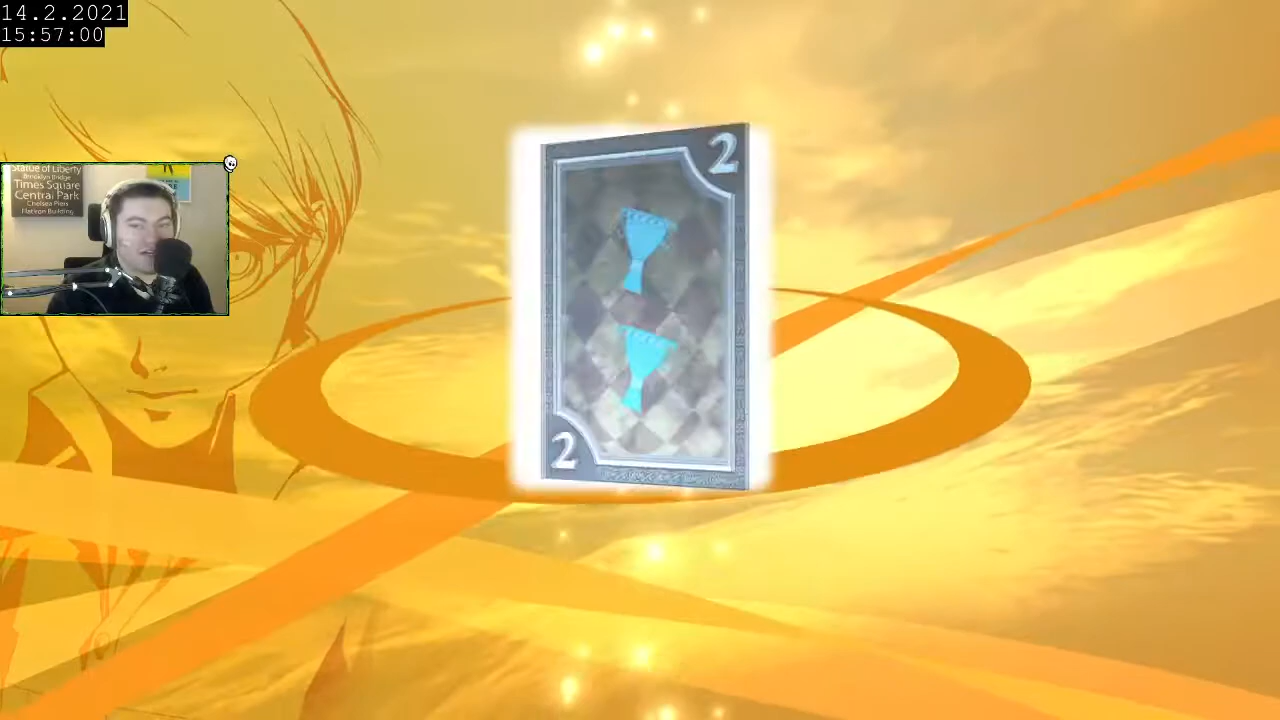 14.2.2021
15:57:00
Statue of Liberty
Brooklyn Bridge
Times Square
Central Park
Chelsea Piers
Flatiron Building
2
2